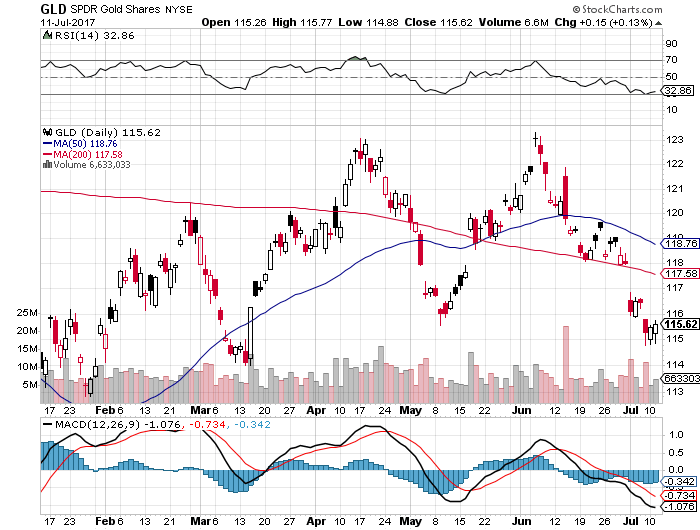 GLD SPDR Gold Shares NYSE © StockCharts.com
11-Jul-2017 Open 115.26 High 115.77 Low 114.88 Close 115.62 Volume 6.6M Chg +0.15 (+0.13%)
RSI(14) 32.86
90
70
50
32.86
30
10
GLD (Daily) 115.62
MA(50) 118.76
MA(200) 117.58
Volume 6,633,033
123
122
121
120
119
118.76
118
117.58
117
116
115.62
115
114
6633033
113
25M
20M
15M
10M
5M
17 23 Feb 6 13 21 Mar 6 13 20 27 Apr 10 17 24 May 8 15 22 Jun 5 12 19 26 Jul 10
MACD(12,26,9) -1.076, -0.734, -0.342
1.0
0.5
0.0
-0.342
-0.734
-1.076
17 23 Feb 6 13 21 Mar 6 13 20 27 Apr 10 17 24 May 8 15 22 Jun 5 12 19 26 Jul 10